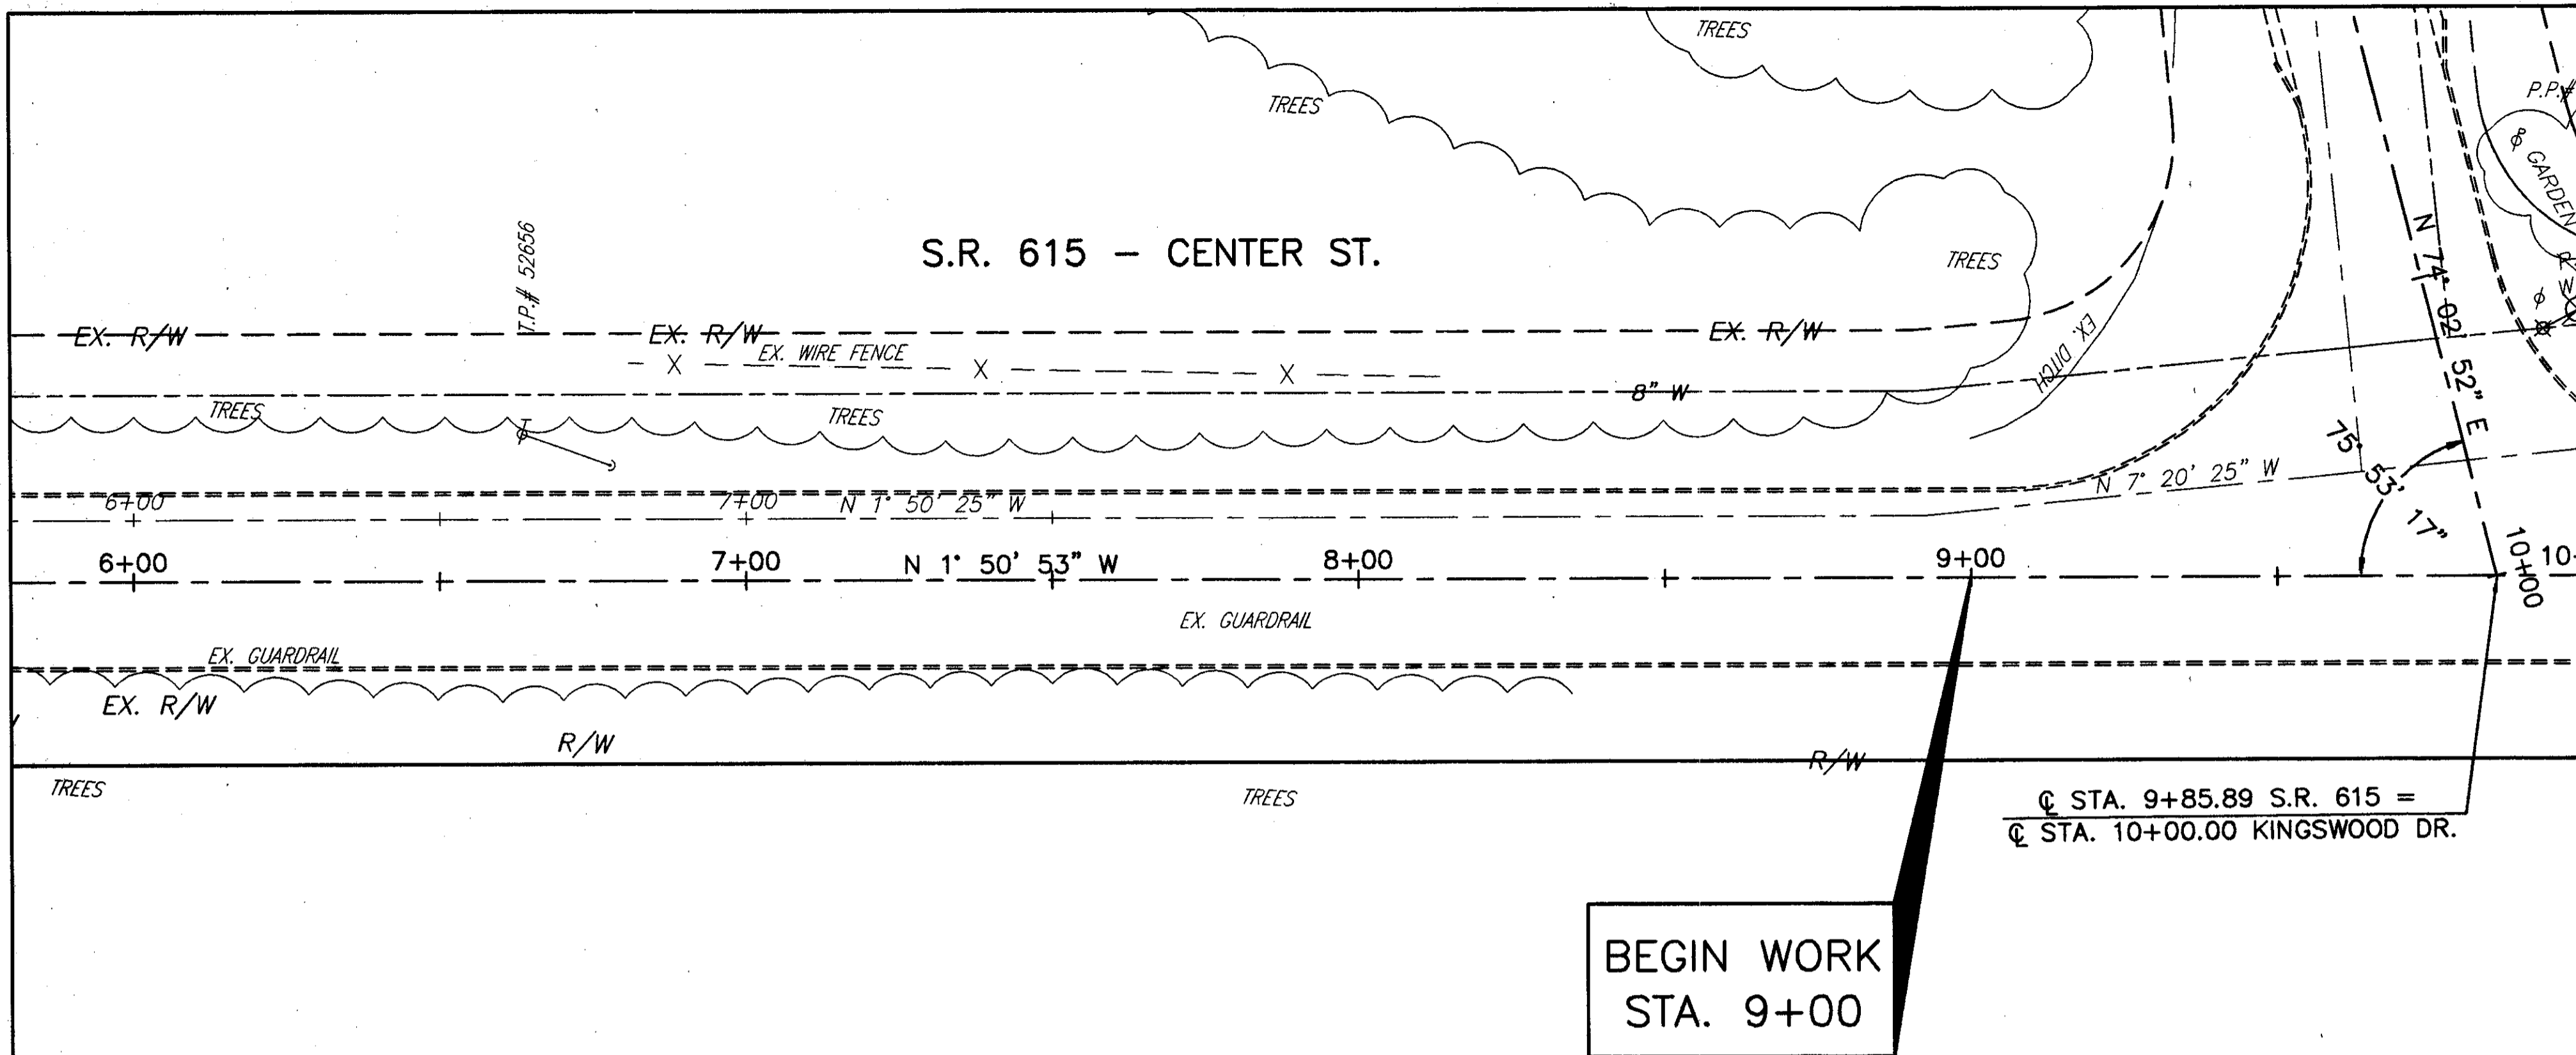 TREES
TREES
P.P.#
GARDEN
T.P.# 52656
S.R. 615 - CENTER ST.
TREES
N 74° 02' 52" E
EX. R/W
EX. R/W
EX. R/W
EX. WIRE FENCE
X
X
X
EX. DITCH
8" W
TREES
TREES
75° 53' 17"
N 7° 20' 25" W
6+00
7+00
N 1° 50' 25" W
6+00
7+00
N 1° 50' 53" W
8+00
9+00
10+00
10+
EX. GUARDRAIL
EX. GUARDRAIL
EX. R/W
R/W
R/W
TREES
TREES
℄ STA. 9+85.89 S.R. 615 =
℄ STA. 10+00.00 KINGSWOOD DR.
BEGIN WORK
STA. 9+00